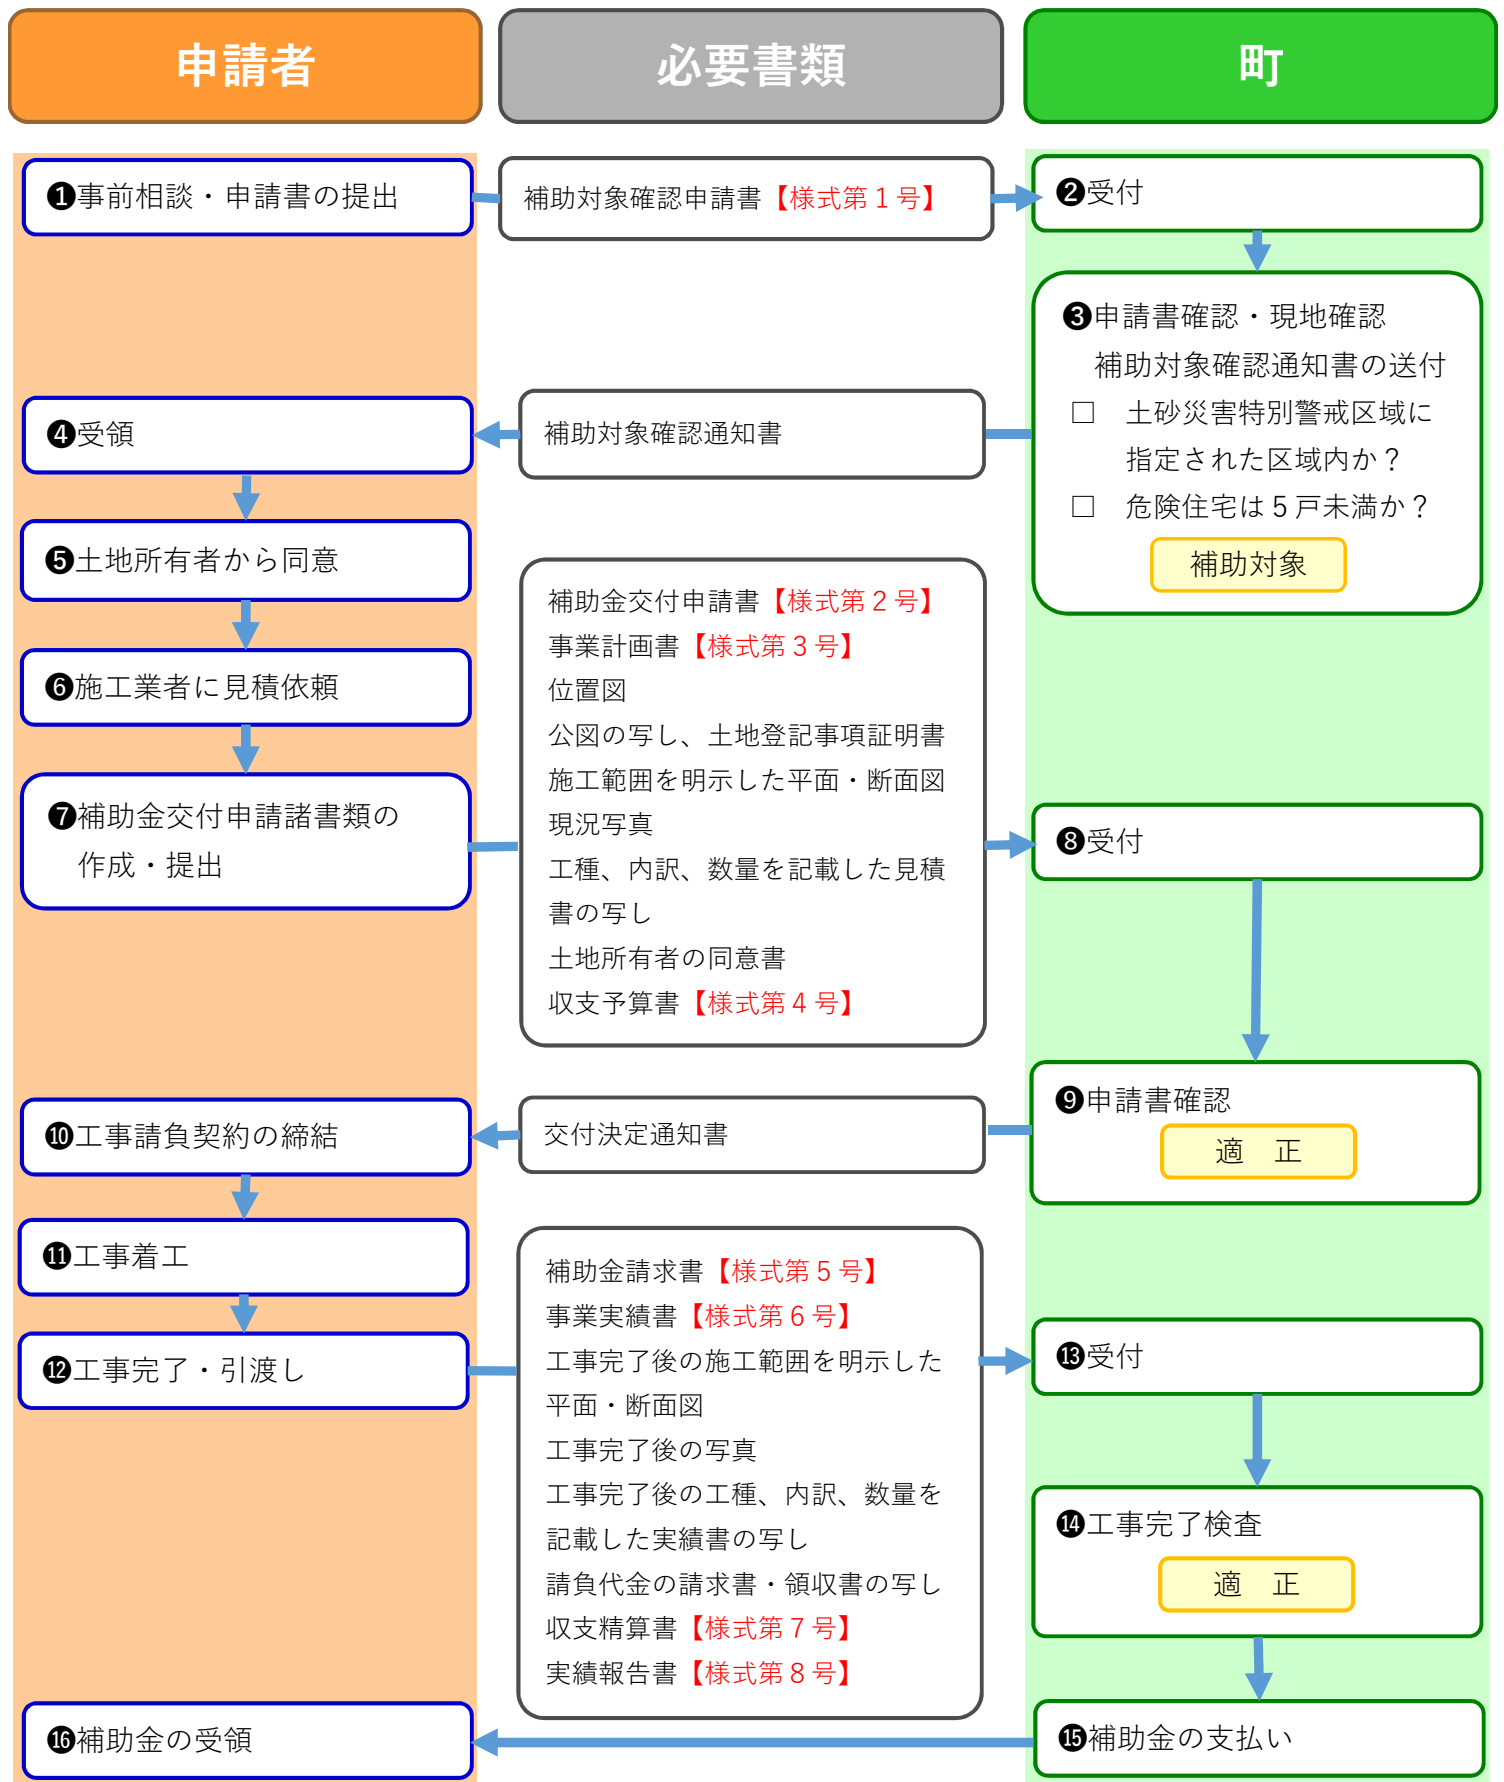 申請者
必要書類
町
❶事前相談・申請書の提出
補助対象確認申請書【様式第１号】
❷受付
❸申請書確認・現地確認
補助対象確認通知書の送付
□　土砂災害特別警戒区域に
指定された区域内か？
□　危険住宅は５戸未満か？
補助対象
補助対象確認通知書
❹受領
❺土地所有者から同意
❻施工業者に見積依頼
❼補助金交付申請諸書類の
作成・提出
補助金交付申請書【様式第２号】
事業計画書【様式第３号】
位置図
公図の写し、土地登記事項証明書
施工範囲を明示した平面・断面図
現況写真
工種、内訳、数量を記載した見積
書の写し
土地所有者の同意書
収支予算書【様式第４号】
❽受付
❾申請書確認
適　正
交付決定通知書
❿工事請負契約の締結
⓫工事着工
⓬工事完了・引渡し
補助金請求書【様式第５号】
事業実績書【様式第６号】
工事完了後の施工範囲を明示した
平面・断面図
工事完了後の写真
工事完了後の工種、内訳、数量を
記載した実績書の写し
請負代金の請求書・領収書の写し
収支精算書【様式第７号】
実績報告書【様式第８号】
⓭受付
⓮工事完了検査
適　正
⓯補助金の支払い
⓰補助金の受領